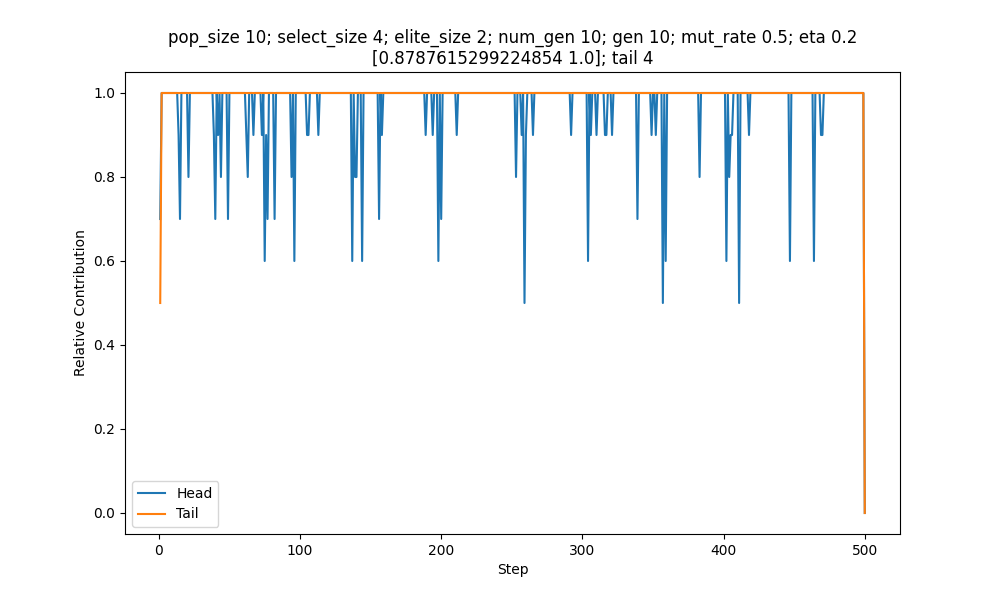 pop_size 10; select_size 4; elite_size 2; num_gen 10; gen 10; mut_rate 0.5; eta 0.2
[0.8787615299224854 1.0]; tail 4
1.0
0.8
0.6
0.4
0.2
0.0
Relative Contribution
Head
Tail
0
100
200
300
400
500
Step